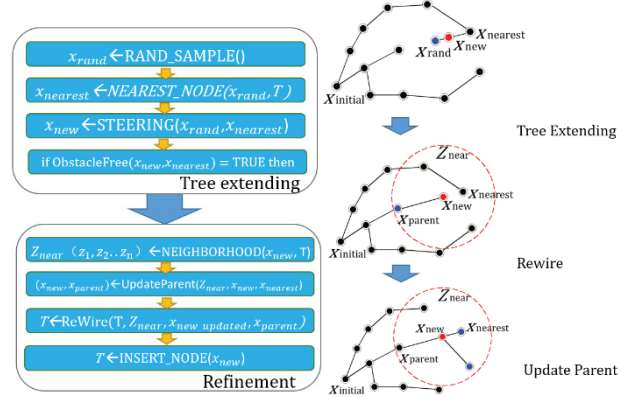 x_rand ←RAND_SAMPLE()
x_nearest ←NEAREST_NODE(x_rand, T)
x_new ←STEERING(x_rand, x_nearest)
if ObstacleFree(x_new, x_nearest) = TRUE then
Tree extending
Z_near (z_1, z_2..z_n) ←NEIGHBORHOOD(x_new, T)
(x_new, x_parent) ←UpdateParent(Z_near, x_new, x_nearest)
T←ReWire(T, Z_near, x_new_updated, x_parent)
T ←INSERT_NODE(x_new)
Refinement
x_nearest
x_new
x_rand
x_initial
Tree Extending
Z_near
x_nearest
x_new
x_parent
x_initial
Rewire
Z_near
x_new
x_nearest
x_parent
x_initial
Update Parent